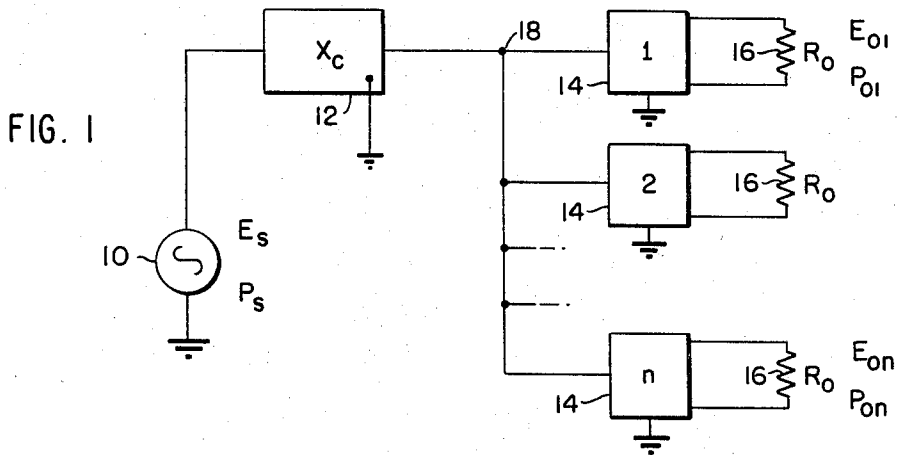 FIG. 1
10
E_S
P_S
X_C
12
18
1
14
16
R_O
E_O1
P_O1
2
14
16
R_O
n
14
16
R_O
E_On
P_On